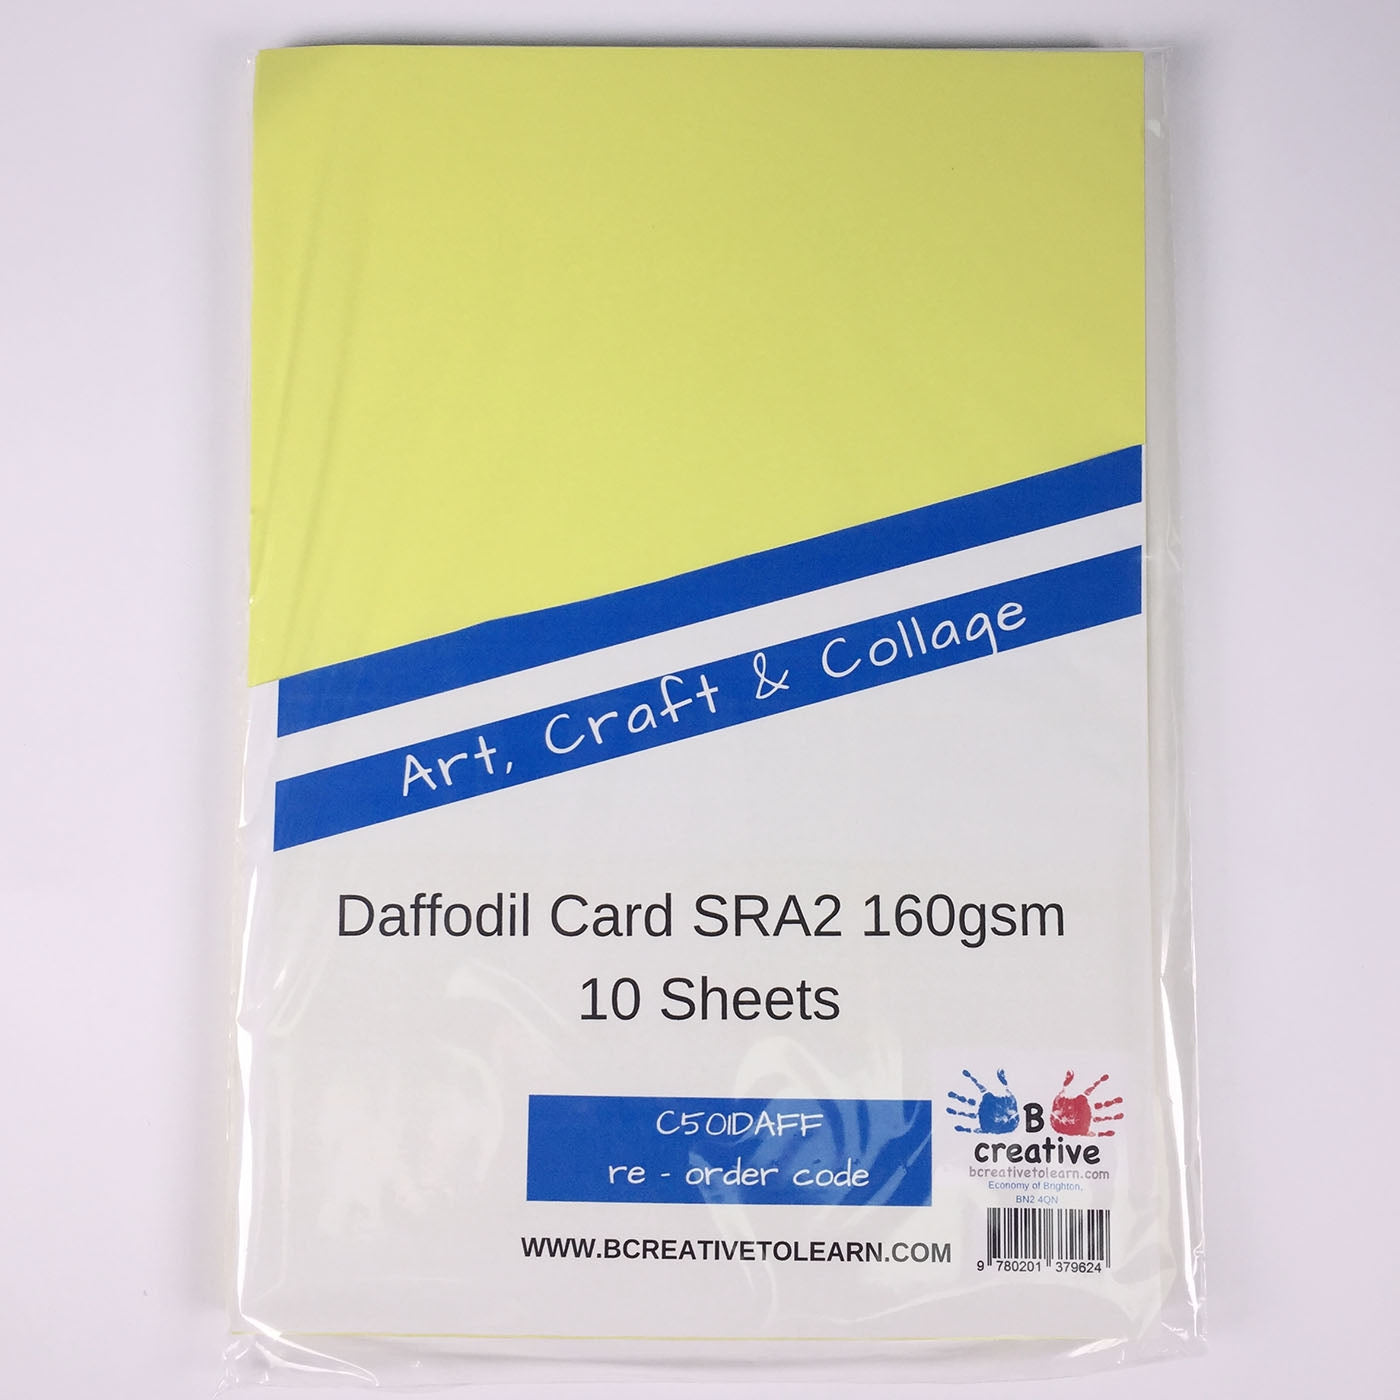 Art, Craft & Collage
Daffodil Card SRA2 160gsm
10 Sheets
C501DAFF
re - order code
WWW.BCREATIVETOLEARN.COM
B
creative
bcreativetolearn.com
Economy of Brighton,
BN2 4QN
9 780201 379624